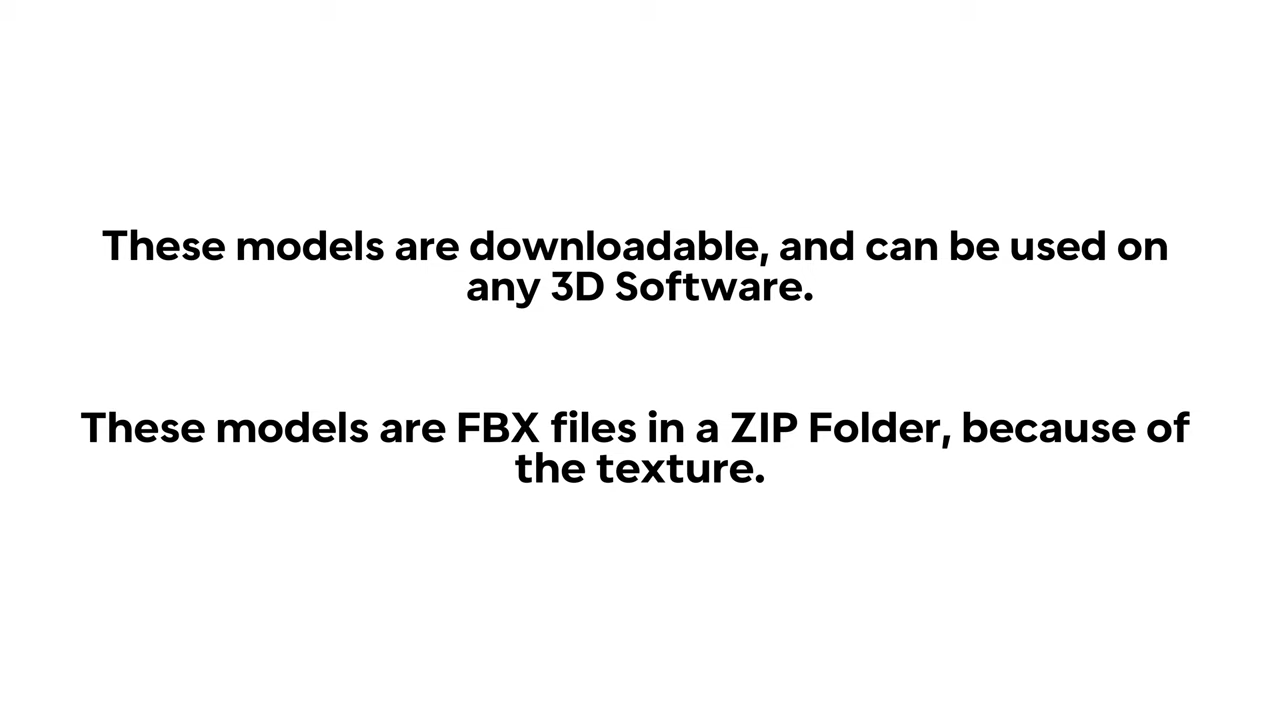 These models are downloadable, and can be used on
any 3D Software.
These models are FBX files in a ZIP Folder, because of
the texture.